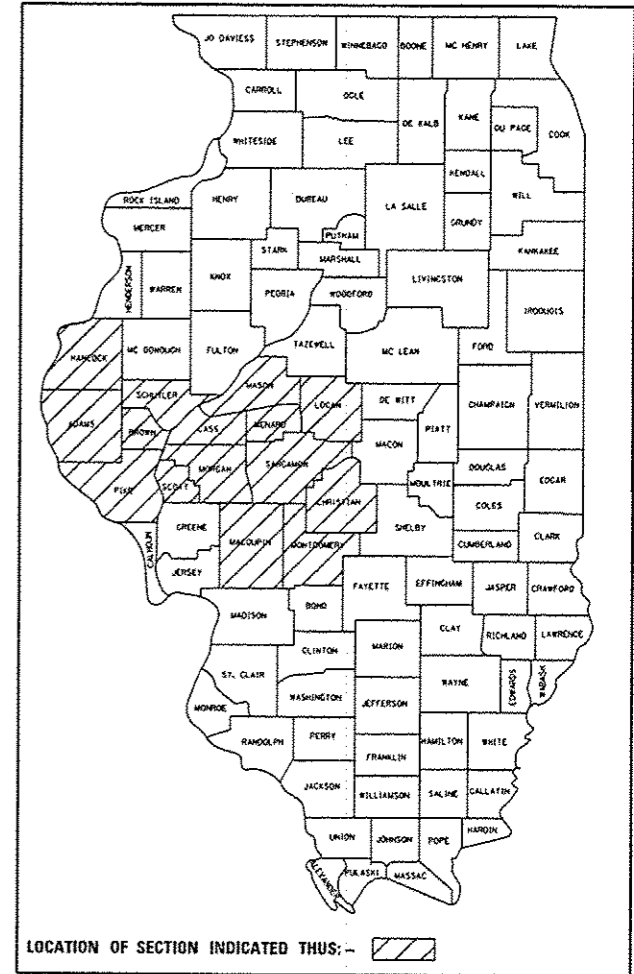 JO DAVIESS STEPHENSON WINNEBAGO BOONE MC HENRY LAKE
CARROLL OGLE DE KALB KANE DU PAGE COOK
WHITESIDE LEE KENDALL WILL
ROCK ISLAND HENRY BUREAU LA SALLE GRUNDY
MERCER PUTNAM KANKAKEE
HENDERSON WARREN KNOX STARK MARSHALL LIVINGSTON
PEORIA WOODFORD IROQUOIS
HANCOCK MC DONOUGH FULTON TAZEWELL MC LEAN FORD
SCHUYLER MASON
ADAMS BROWN CASS MENARD LOGAN DE WITT PIATT CHAMPAIGN VERMILION
MACON
PIKE SCOTT MORGAN SANGAMON MOULTRIE DOUGLAS EDGAR
CHRISTIAN COLES
CALHOUN GREENE MACOUPIN MONTGOMERY SHELBY CUMBERLAND CLARK
JERSEY FAYETTE EFFINGHAM JASPER CRAWFORD
MADISON BOND CLAY RICHLAND LAWRENCE
CLINTON MARION
ST. CLAIR WAYNE EDWARDS WABASH
MONROE WASHINGTON JEFFERSON
RANDOLPH PERRY HAMILTON WHITE
FRANKLIN
JACKSON WILLIAMSON SALINE GALLATIN
UNION JOHNSON POPE HARDIN
ALEXANDER PULASKI MASSAC
LOCATION OF SECTION INDICATED THUS; -